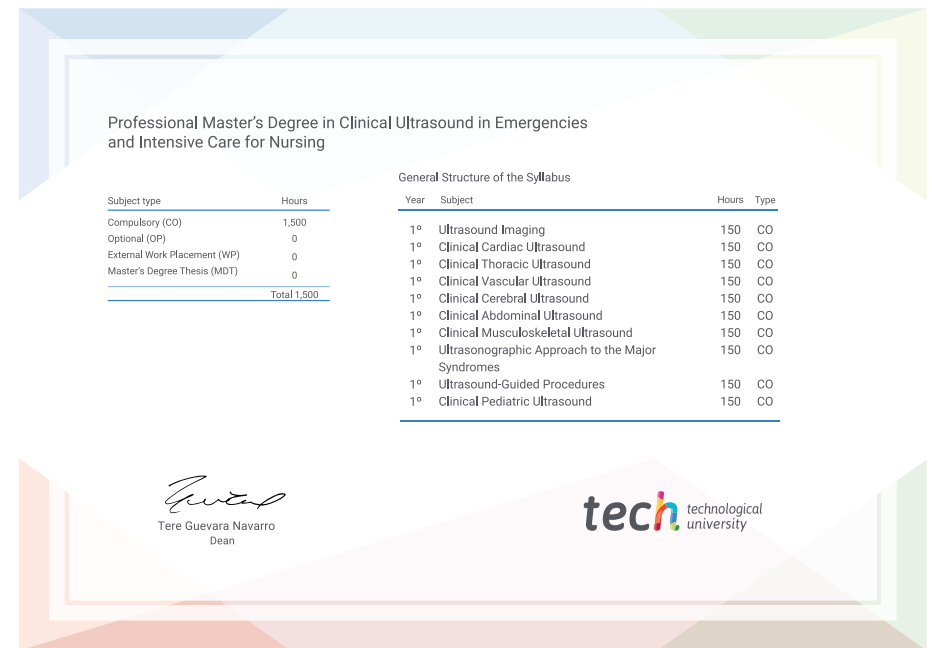 Professional Master's Degree in Clinical Ultrasound in Emergencies
and Intensive Care for Nursing
General Structure of the Syllabus
Subject type Hours
Compulsory (CO) 1,500
Optional (OP) 0
External Work Placement (WP) 0
Master's Degree Thesis (MDT) 0
Total 1,500
Year Subject Hours Type
1º Ultrasound Imaging 150 CO
1º Clinical Cardiac Ultrasound 150 CO
1º Clinical Thoracic Ultrasound 150 CO
1º Clinical Vascular Ultrasound 150 CO
1º Clinical Cerebral Ultrasound 150 CO
1º Clinical Abdominal Ultrasound 150 CO
1º Clinical Musculoskeletal Ultrasound 150 CO
1º Ultrasonographic Approach to the Major 150 CO
Syndromes
1º Ultrasound-Guided Procedures 150 CO
1º Clinical Pediatric Ultrasound 150 CO
Tere Guevara Navarro
Dean
tech technological
university